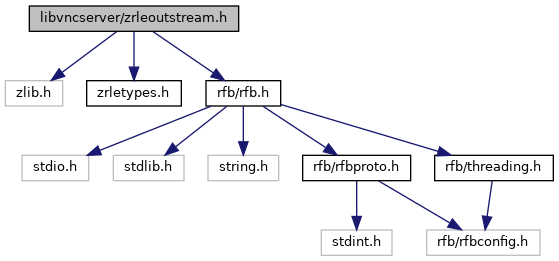 libvncserver/zrleoutstream.h
zlib.h
zrletypes.h
rfb/rfb.h
stdio.h
stdlib.h
string.h
rfb/rfbproto.h
rfb/threading.h
stdint.h
rfb/rfbconfig.h